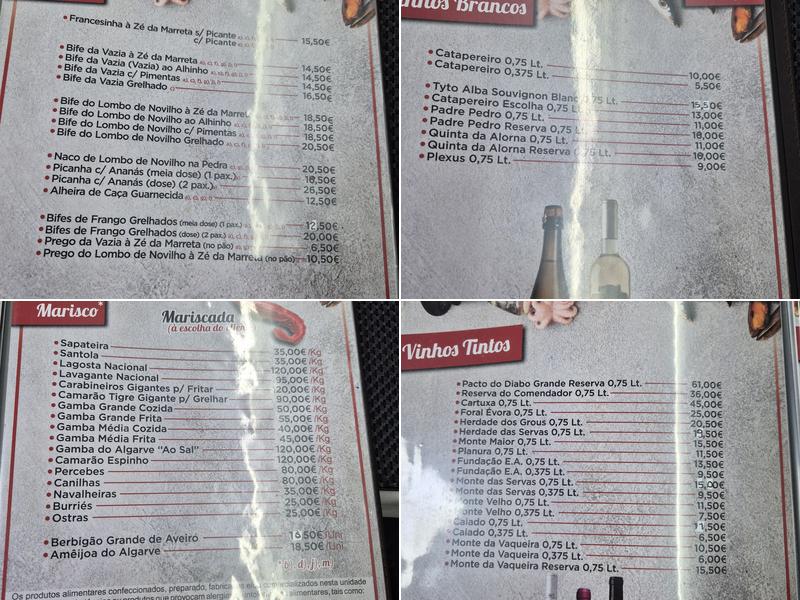 Francesinha à Zé da Marreta s/ Picante
c/ Picante 15,50€
Bife da Vazia à Zé da Marreta 14,50€
Bife da Vazia (Vazia) ao Alhinho 14,50€
Bife da Vazia c/ Pimentas 14,50€
Bife da Vazia Grelhado 16,50€
Bife do Lombo de Novilho à Zé da Marreta 18,50€
Bife do Lombo de Novilho ao Alhinho 18,50€
Bife do Lombo de Novilho c/ Pimentas 18,50€
Bife do Lombo de Novilho Grelhado 20,50€
Naco de Lombo de Novilho na Pedra 20,50€
Picanha c/ Ananás (meia dose) (1 pax.)
Picanha c/ Ananás (dose) (2 pax.) 26,50€
Alheira de Caça Guarnecida 12,50€
Bifes de Frango Grelhados (meia dose) (1 pax.) 12,50€
Bifes de Frango Grelhados (dose) (2 pax.) 20,00€
Prego da Vazia à Zé da Marreta (no pão) 6,50€
Prego do Lombo de Novilho à Zé da Marreta (no pão) 10,50€
nhos Brancos
Catapereiro 0,75 Lt. 10,00€
Catapereiro 0,375 Lt. 5,50€
Tyto Alba Souvignon Blanc 0,75 Lt. 15,50€
Catapereiro Escolha 0,75 Lt. 13,00€
Padre Pedro 0,75 Lt. 11,00€
Padre Pedro Reserva 0,75 Lt. 18,00€
Quinta da Alorna 0,75 Lt. 11,00€
Quinta da Alorna Reserva 0,75 Lt.
Plexus 0,75 Lt. 9,00€
Marisco*
Mariscada
(à escolha do clien
Sapateira 35,00€/Kg
Santola 35,00€/Kg
Lagosta Nacional 120,00€/Kg
Lavagante Nacional 95,00€/Kg
Carabineiros Gigantes p/ Fritar 120,00€/Kg
Camarão Tigre Gigante p/ Grelhar 90,00€/Kg
Gamba Grande Cozida 50,00€/Kg
Gamba Grande Frita 55,00€/Kg
Gamba Média Cozida 40,00€/Kg
Gamba Média Frita 45,00€/Kg
Gamba do Algarve "Ao Sal" 120,00€/Kg
Camarão Espinho 120,00€/Kg
Percebes 80,00€/Kg
Canilhas 80,00€/Kg
Navalheiras 35,00€/Kg
Burriés 25,00€/Kg
Ostras 25,00€/Kg
Berbigão Grande de Aveiro 16,50€/Uni
Amêijoa do Algarve 18,50€/Uni
* b), d), j), m)
Os produtos alimentares confeccionados, preparado, fabricados e/ou comercializados nesta unidade
Vinhos Tintos
Pacto do Diabo Grande Reserva 0,75 Lt. 61,00€
Reserva do Comendador 0,75 Lt. 36,00€
Cartuxa 0,75 Lt. 45,00€
Foral Évora 0,75 Lt. 25,00€
Herdade dos Grous 0,75 Lt. 20,50€
Herdade das Servas 0,75 Lt. 19,50€
Monte Maior 0,75 Lt. 15,50€
Planura 0,75 Lt. 11,50€
Fundação E.A. 0,75 Lt. 13,50€
Fundação E.A. 0,375 Lt. 9,50€
Monte das Servas 0,75 Lt. 15,00€
Monte das Servas 0,375 Lt. 9,50€
Monte Velho 0,75 Lt. 11,50€
Monte Velho 0,375 Lt. 7,50€
Caiado 0,75 Lt. 11,50€
Caiado 0,375 Lt. 6,50€
Monte da Vaqueira 0,75 Lt. 10,50€
Monte da Vaqueira 0,375 Lt. 6,00€
Monte da Vaqueira Reserva 0,75 Lt. 15,50€